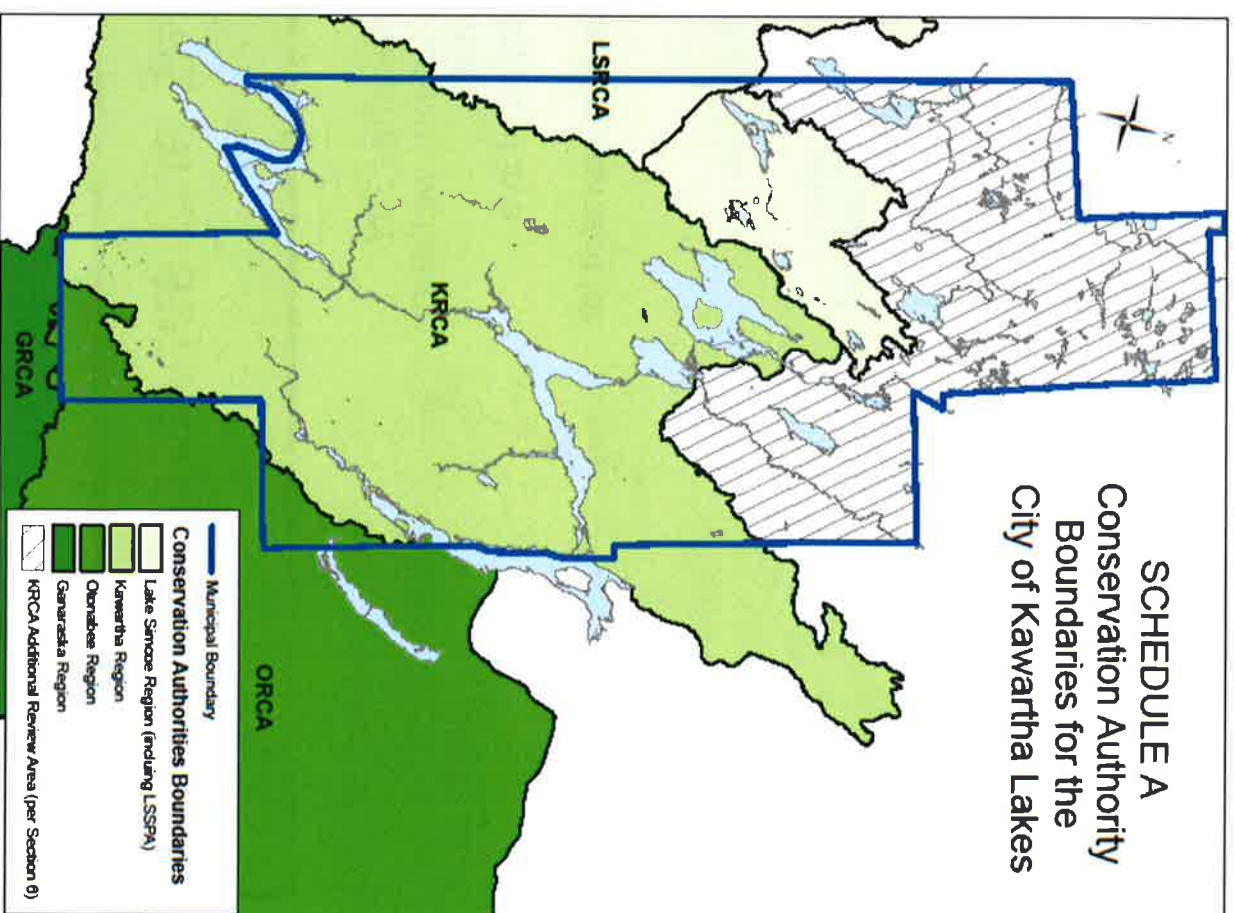 SCHEDULE A
Conservation Authority
Boundaries for the
City of Kawartha Lakes
N
LSRCA
KRCA
GRCA
ORCA
Municipal Boundary
Conservation Authorities Boundaries
Lake Simcoe Region (incluing LSSPA)
Kawartha Region
Otonabee Region
Ganaraska Region
KRCA Additional Review Area (per Section 6)